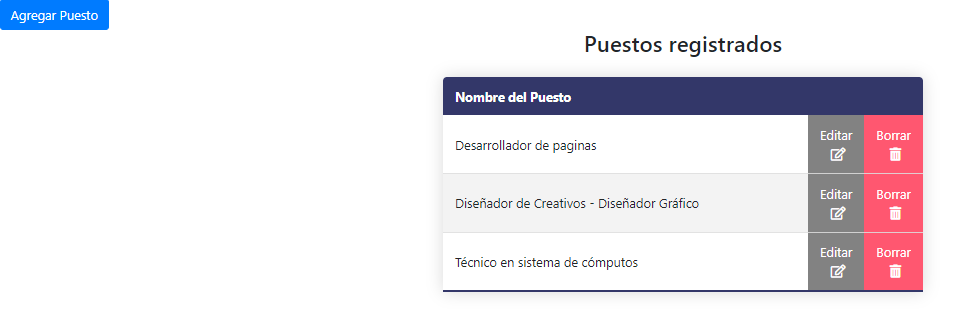 Agregar Puesto
Puestos registrados
Nombre del Puesto
Desarrollador de paginas
Editar
Borrar
Diseñador de Creativos - Diseñador Gráfico
Editar
Borrar
Técnico en sistema de cómputos
Editar
Borrar